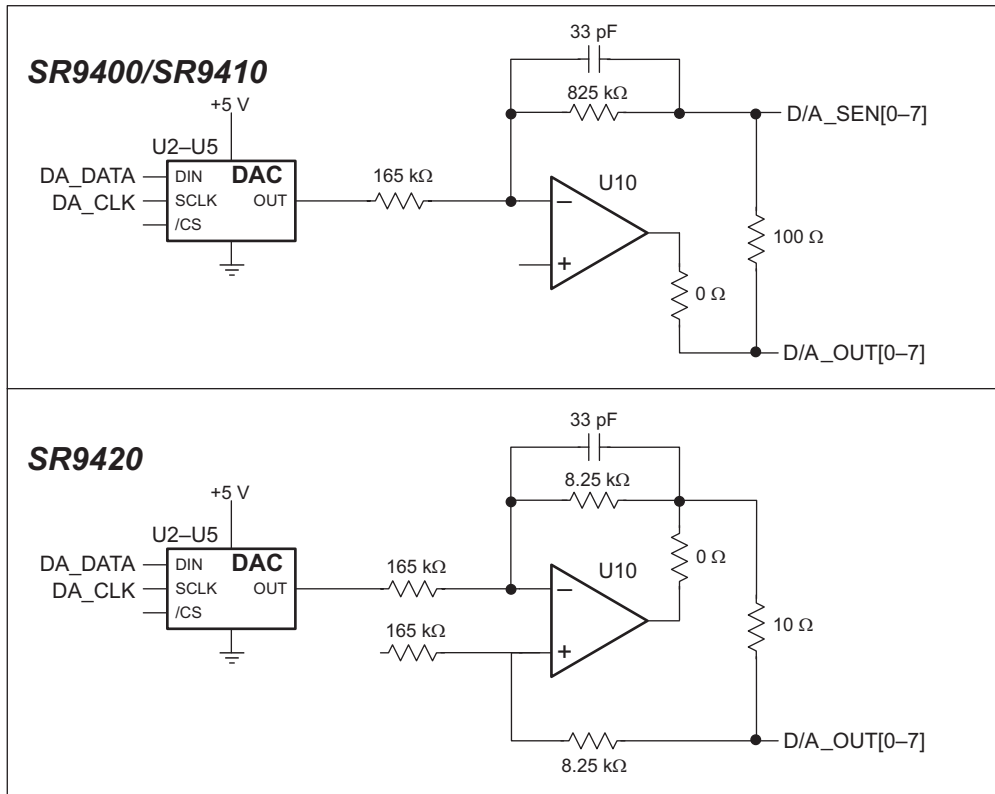 SR9400/SR9410
33 pF
825 kΩ
D/A_SEN[0–7]
+5 V
U2–U5
DAC
DA_DATA
DIN
DA_CLK
SCLK
OUT
/CS
165 kΩ
U10
−
+
100 Ω
0 Ω
D/A_OUT[0–7]
SR9420
33 pF
8.25 kΩ
+5 V
U2–U5
DAC
DA_DATA
DIN
DA_CLK
SCLK
OUT
/CS
165 kΩ
U10
0 Ω
−
165 kΩ
+
10 Ω
D/A_OUT[0–7]
8.25 kΩ